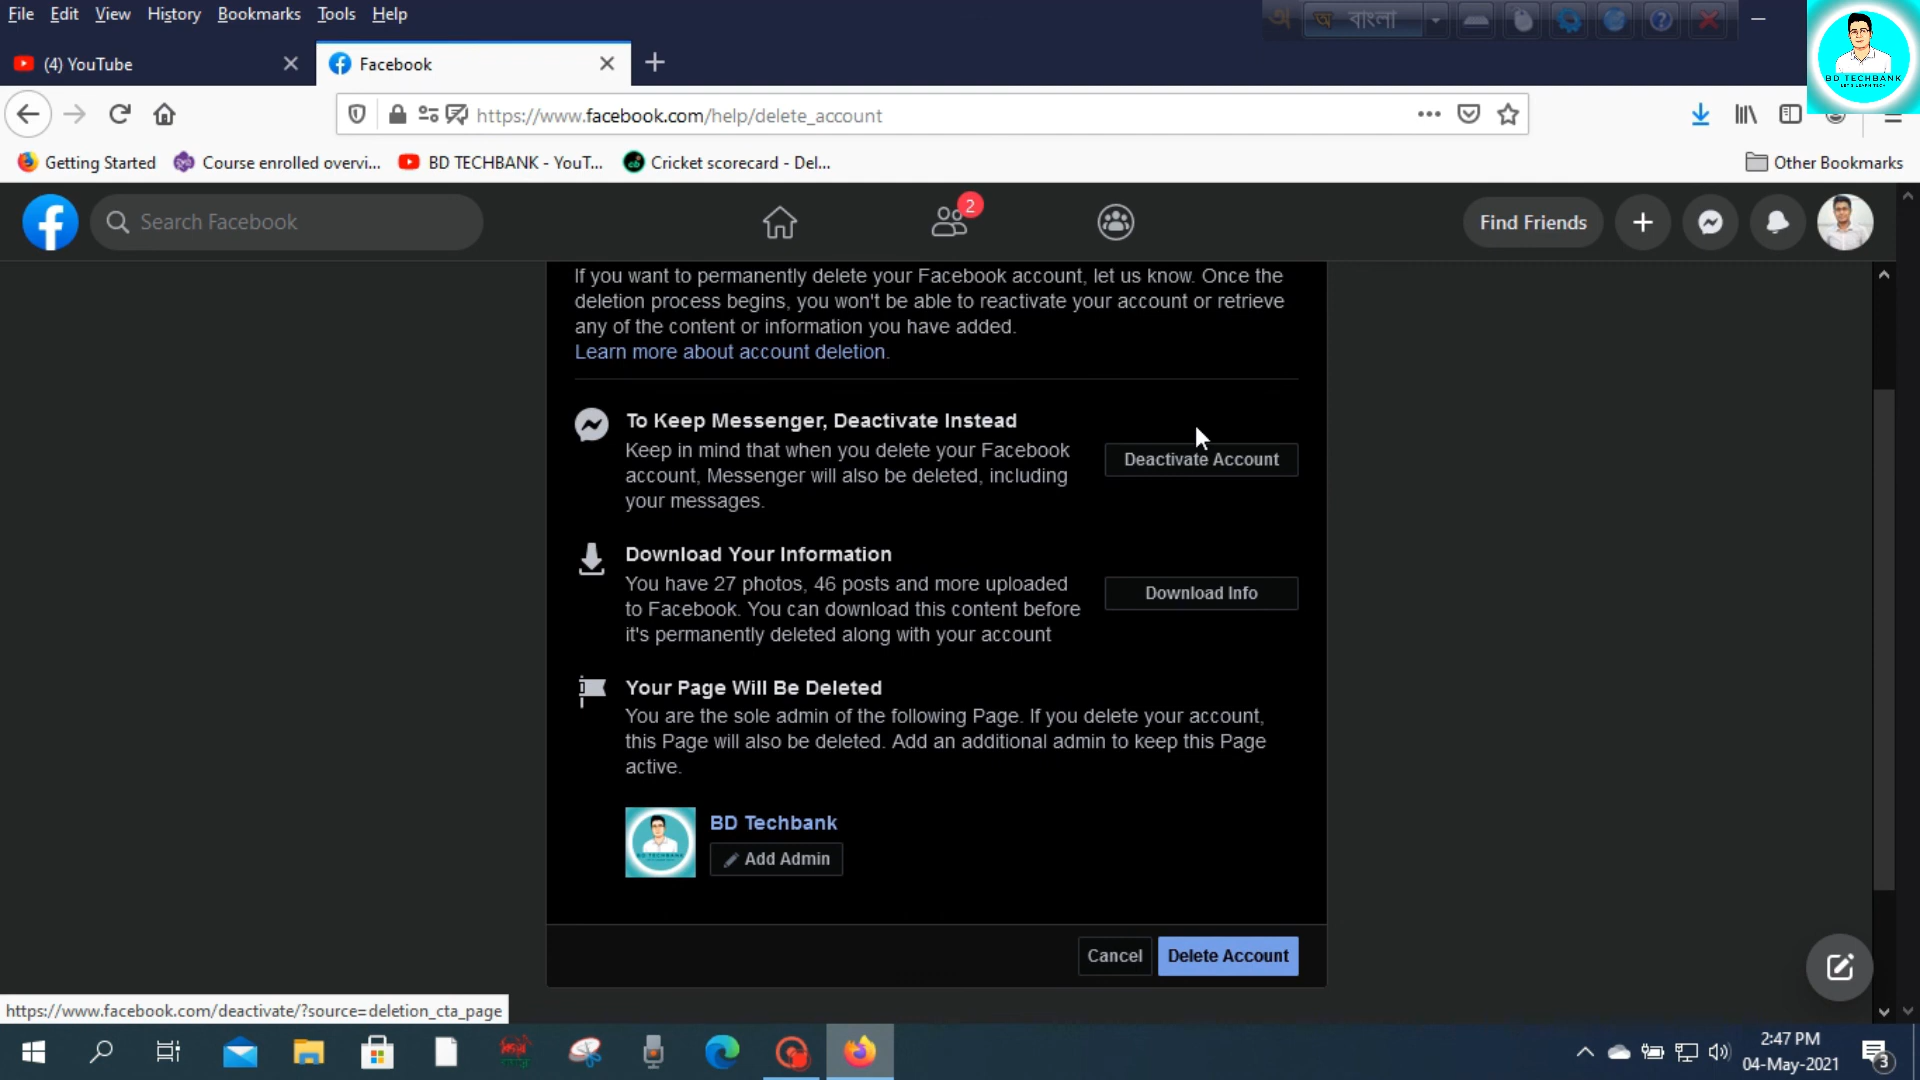 File Edit View History Bookmarks Tools Help
অ অ বাংলা
(4) YouTube
Facebook
BD TECHBANK
LET'S LEARN TECH
https://www.facebook.com/help/delete_account
Getting Started
Course enrolled overvi...
BD TECHBANK - YouT...
Cricket scorecard - Del...
Other Bookmarks
Search Facebook
2
Find Friends
If you want to permanently delete your Facebook account, let us know. Once the
deletion process begins, you won't be able to reactivate your account or retrieve
any of the content or information you have added.
Learn more about account deletion.
To Keep Messenger, Deactivate Instead
Keep in mind that when you delete your Facebook
account, Messenger will also be deleted, including
your messages.
Deactivate Account
Download Your Information
You have 27 photos, 46 posts and more uploaded
to Facebook. You can download this content before
it's permanently deleted along with your account
Download Info
Your Page Will Be Deleted
You are the sole admin of the following Page. If you delete your account,
this Page will also be deleted. Add an additional admin to keep this Page
active.
BD TECHBANK
BD Techbank
Add Admin
Cancel
Delete Account
https://www.facebook.com/deactivate/?source=deletion_cta_page
2:47 PM
04-May-2021
3